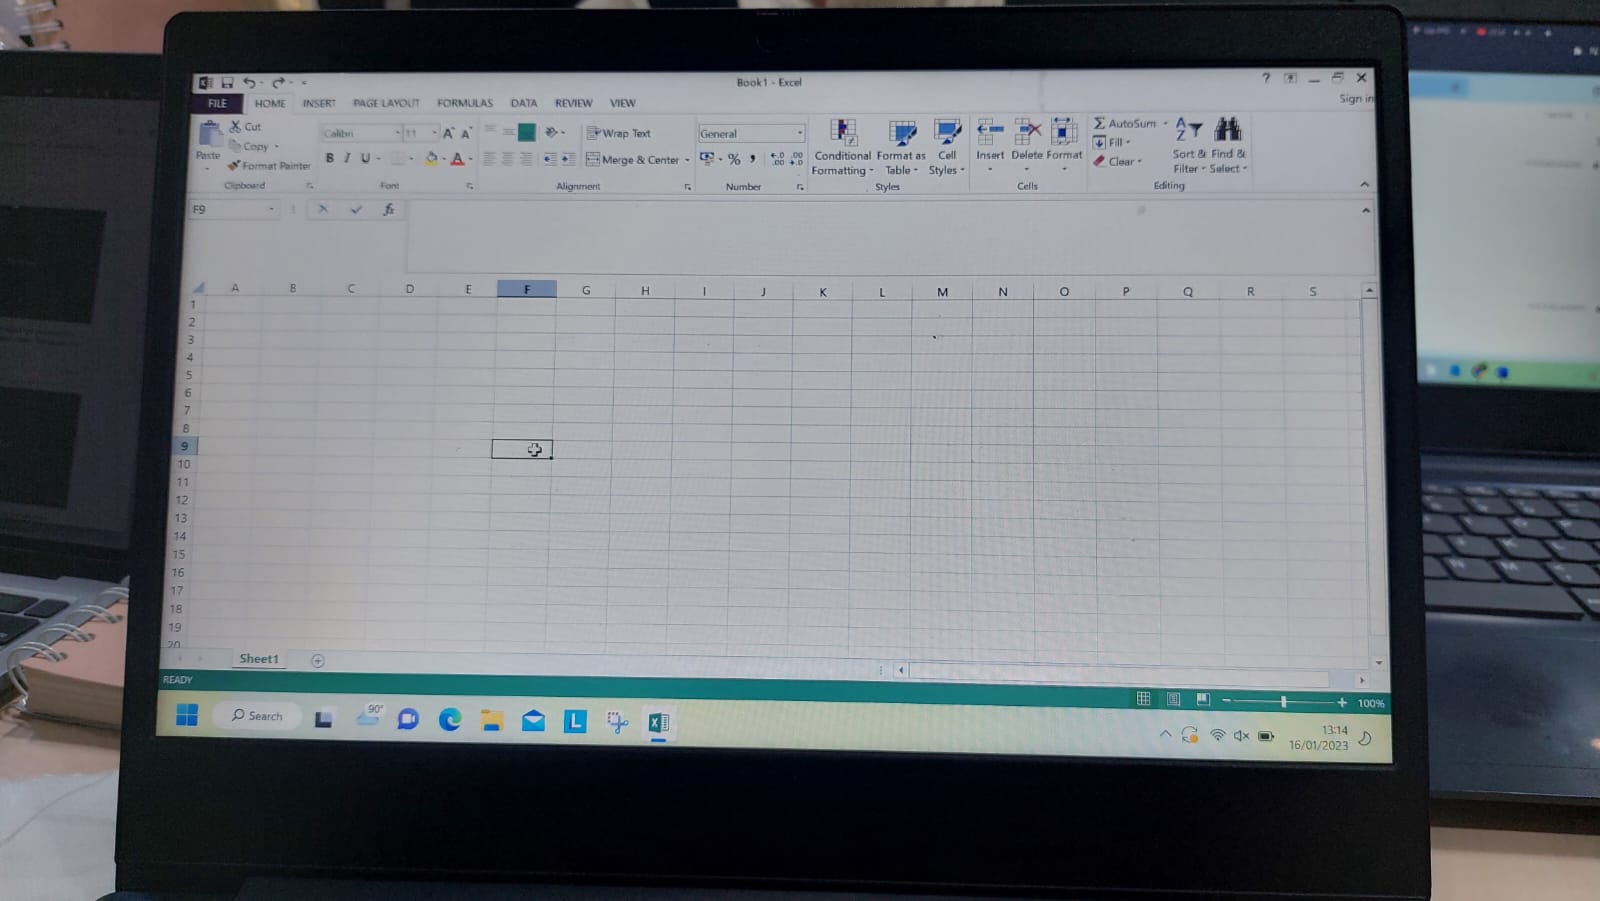 Book1 - Excel
?
Sign in
FILE HOME INSERT PAGE LAYOUT FORMULAS DATA REVIEW VIEW
Paste
Cut
Copy
Format Painter
Clipboard
Calibri 11 A A
B I U A
Font
Wrap Text
Merge & Center
Alignment
General
% , .0 .00 .00 .0
Number
Conditional Formatting
Format as Table
Cell Styles
Styles
Insert Delete Format
Cells
Σ AutoSum
Fill
Clear
A Z
Sort & Filter
Find & Select
Editing
F9 fx
A B C D E F G H I J K L M N O P Q R S
1
2
3
4
5
6
7
8
9
10
11
12
13
14
15
16
17
18
19
20
Sheet1
READY
100%
Search
90°
L
X
13:14
16/01/2023